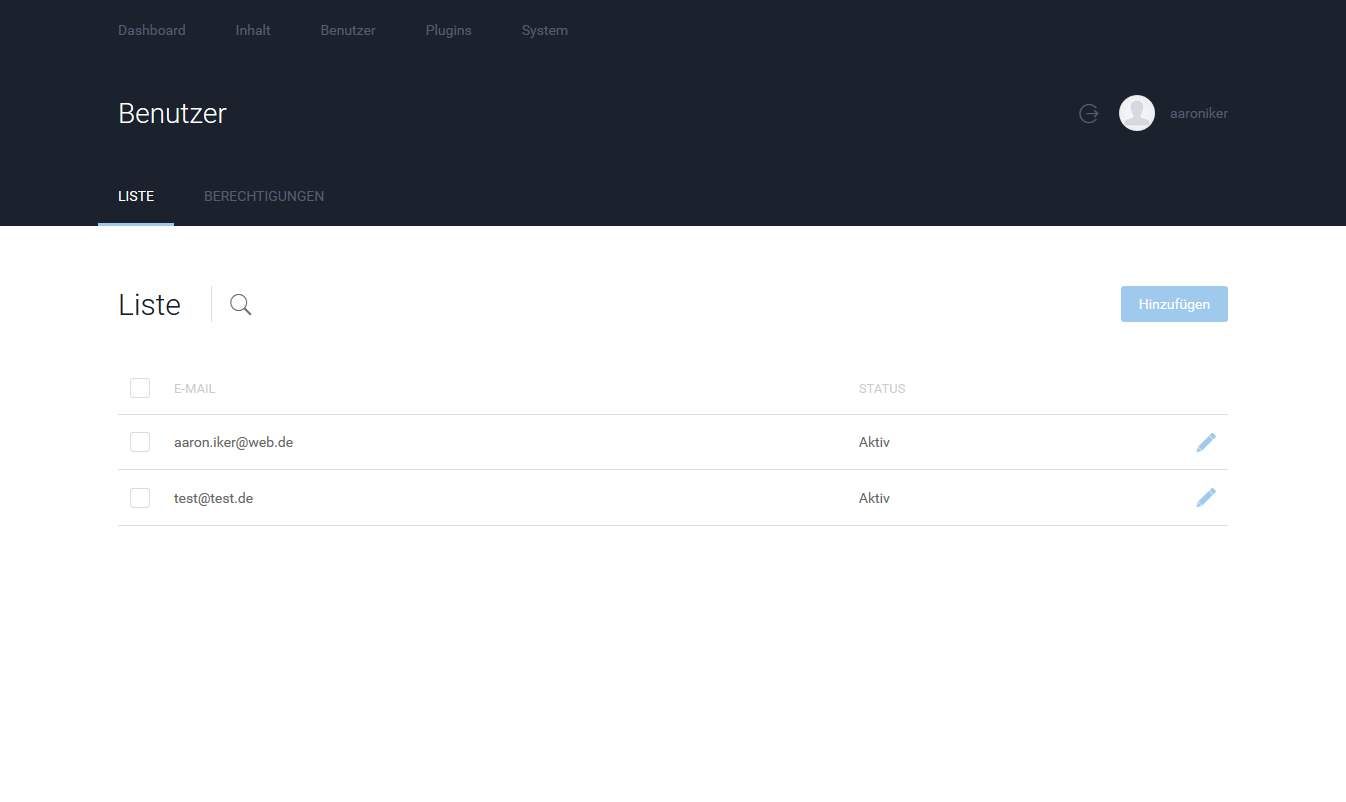 Dashboard Inhalt Benutzer Plugins System
Benutzer aaroniker
LISTE BERECHTIGUNGEN
Liste Hinzufügen
E-MAIL STATUS
aaron.iker@web.de Aktiv
test@test.de Aktiv